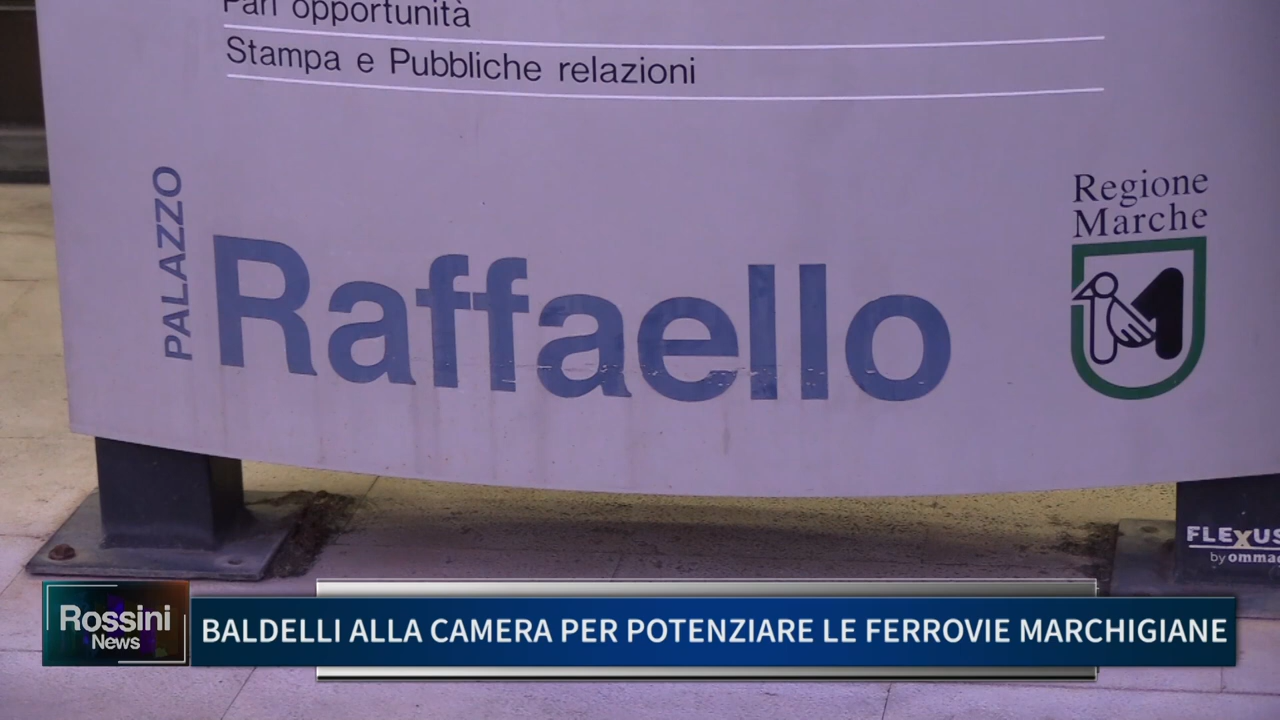 Pari opportunità
Stampa e Pubbliche relazioni
PALAZZO
Raffaello
Regione
Marche
FLEXUS
by omma
Rossini
News
BALDELLI ALLA CAMERA PER POTENZIARE LE FERROVIE MARCHIGIANE